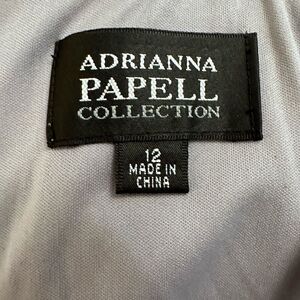 ADRIANNA
PAPELL
COLLECTION
12
MADE IN
CHINA